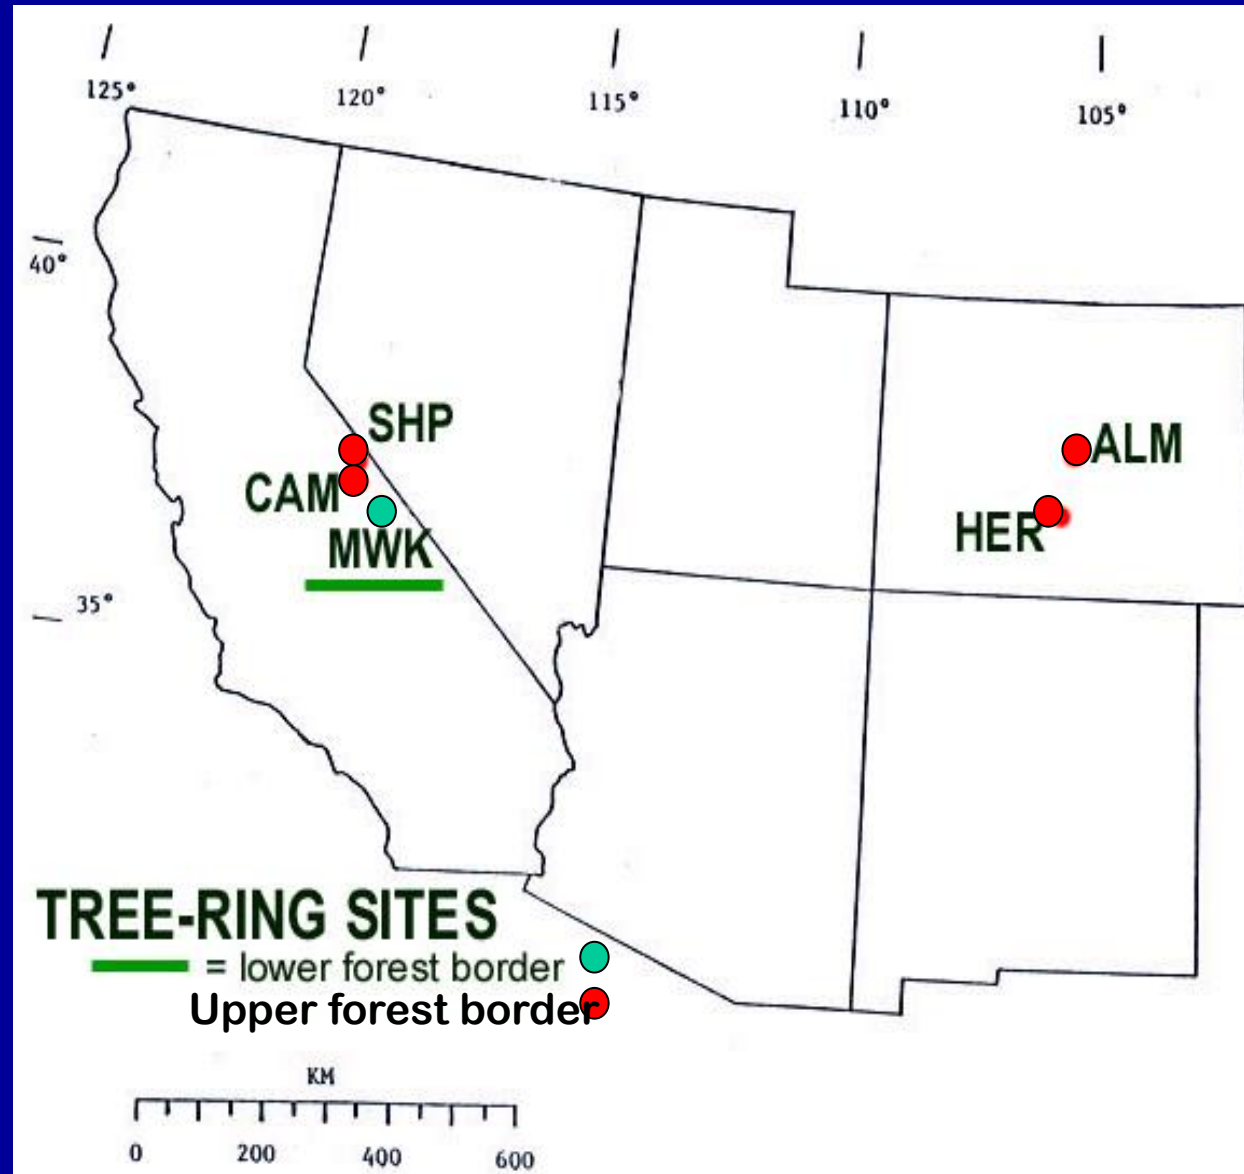 125°
120°
115°
110°
105°
40°
SHP
ALM
CAM
HER
MWK
35°
TREE-RING SITES
= lower forest border
Upper forest border
KM
0 200 400 600